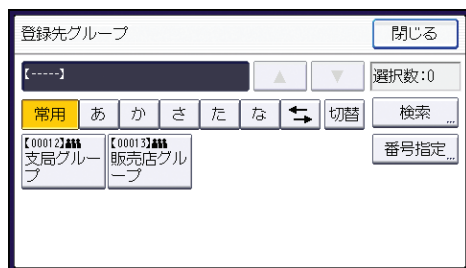 登録先グループ
閉じる
【-----】
▲
▼
選択数:0
常用
あ
か
さ
た
な
切替
検索...
【00012】
支局グルー
プ
【00013】
販売店グル
ープ
番号指定...